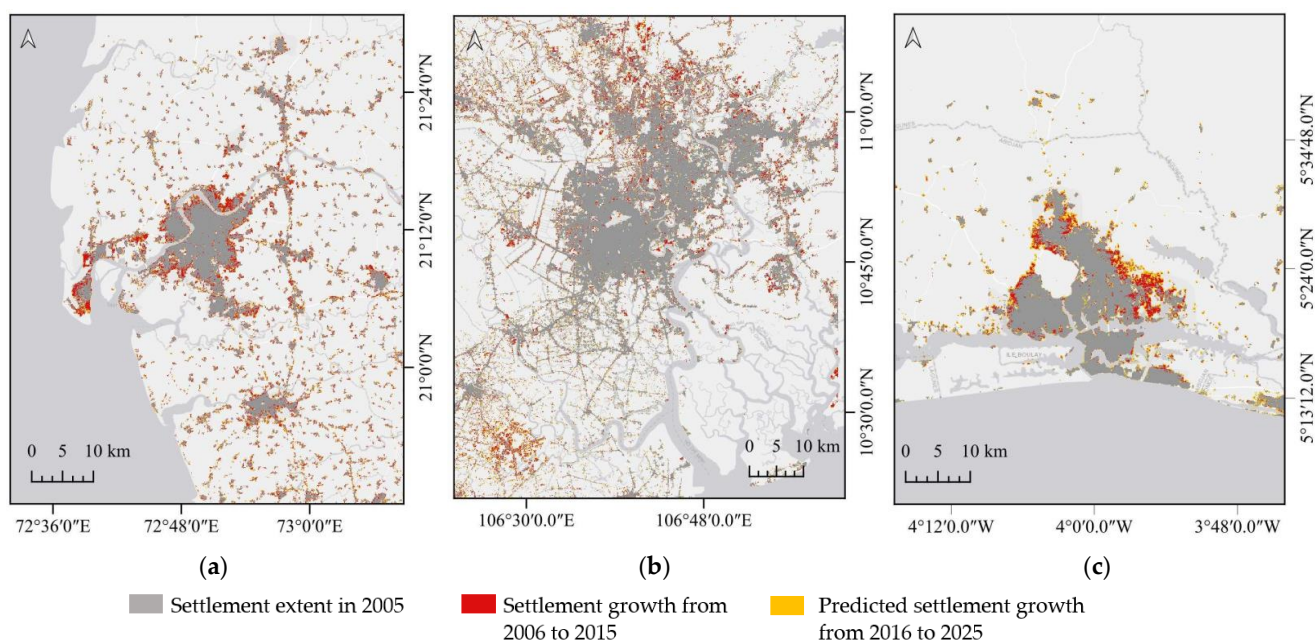 21°24′0″N
21°12′0″N
21°0′0″N
0 5 10 km
72°36′0″E 72°48′0″E 73°0′0″E
(a)
11°0′0.0″N
10°45′0.0″N
10°30′0.0″N
0 5 10 km
106°30′0.0″E 106°48′0.0″E
(b)
5°34′48.0″N
5°24′0.0″N
5°13′12.0″N
ILE BOULAY
0 5 10 km
4°12′0.0″W 4°0′0.0″W 3°48′0.0″W
(c)
Settlement extent in 2005
Settlement growth from
2006 to 2015
Predicted settlement growth
from 2016 to 2025